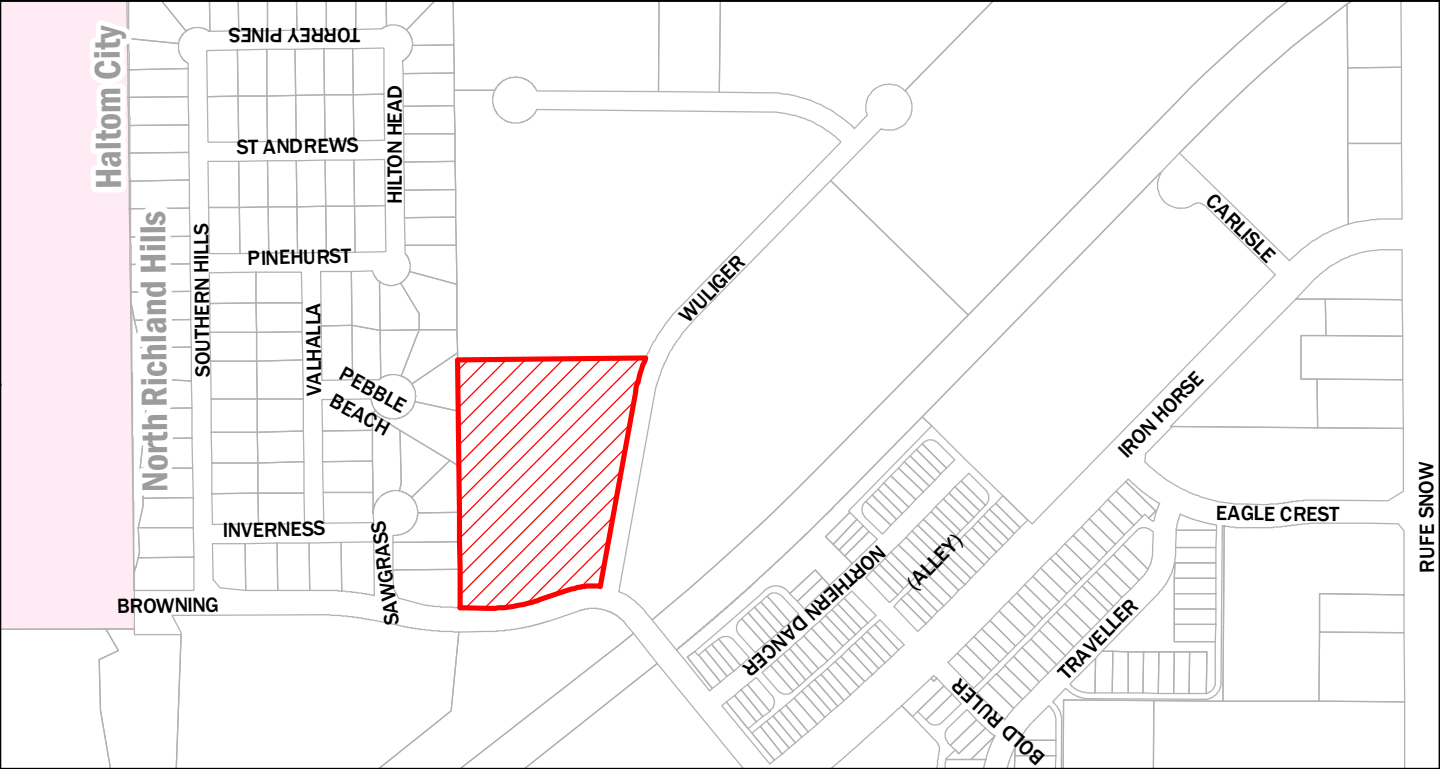 TORREY PINES
Haltom City
HILTON HEAD
ST ANDREWS
CARLISLE
North Richland Hills
SOUTHERN HILLS
PINEHURST
WULIGER
VALHALLA
PEBBLE
BEACH
IRON HORSE
RUFE SNOW
EAGLE CREST
INVERNESS
SAWGRASS
(ALLEY)
NORTHERN DANCER
BROWNING
TRAVELLER
BOLD RULER